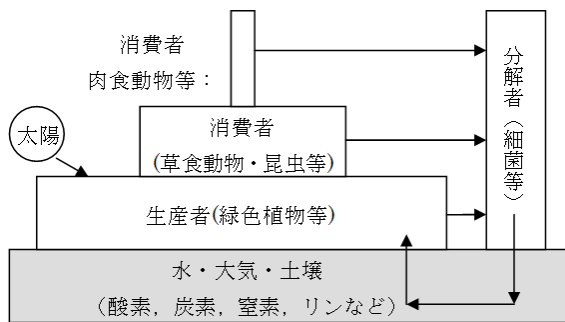 消費者
肉食動物等：
太陽
消費者
(草食動物・昆虫等)
生産者(緑色植物等)
分解者（細菌等）
水・大気・土壌
（酸素，炭素，窒素，リンなど）